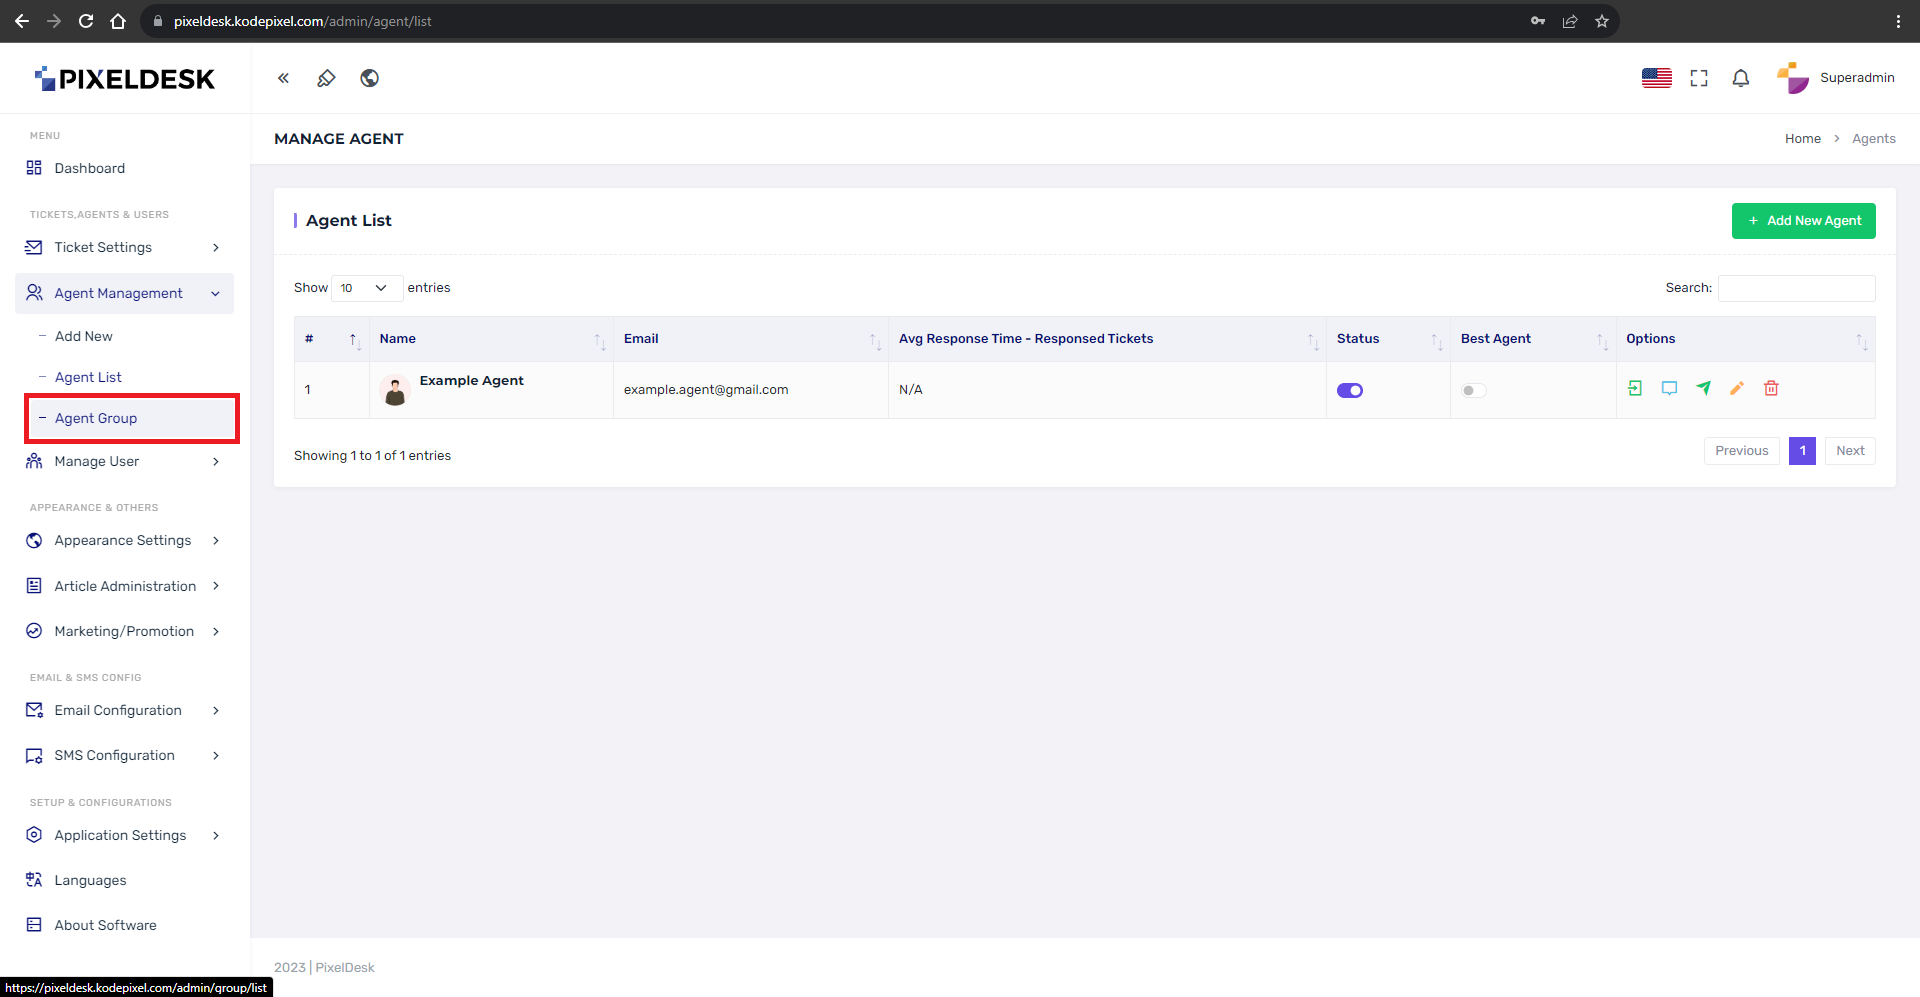 pixeldesk.kodepixel.com/admin/agent/list
PIXELDESK
Superadmin
MENU
Dashboard
TICKETS,AGENTS & USERS
Ticket Settings
Agent Management
Add New
Agent List
Agent Group
Manage User
APPEARANCE & OTHERS
Appearance Settings
Article Administration
Marketing/Promotion
EMAIL & SMS CONFIG
Email Configuration
SMS Configuration
SETUP & CONFIGURATIONS
Application Settings
Languages
About Software
MANAGE AGENT
Home > Agents
Agent List
+ Add New Agent
Show 10 entries
Search:
# Name Email Avg Response Time - Responsed Tickets Status Best Agent Options
1 Example Agent example.agent@gmail.com N/A
Showing 1 to 1 of 1 entries
Previous 1 Next
2023 | PixelDesk
https://pixeldesk.kodepixel.com/admin/group/list